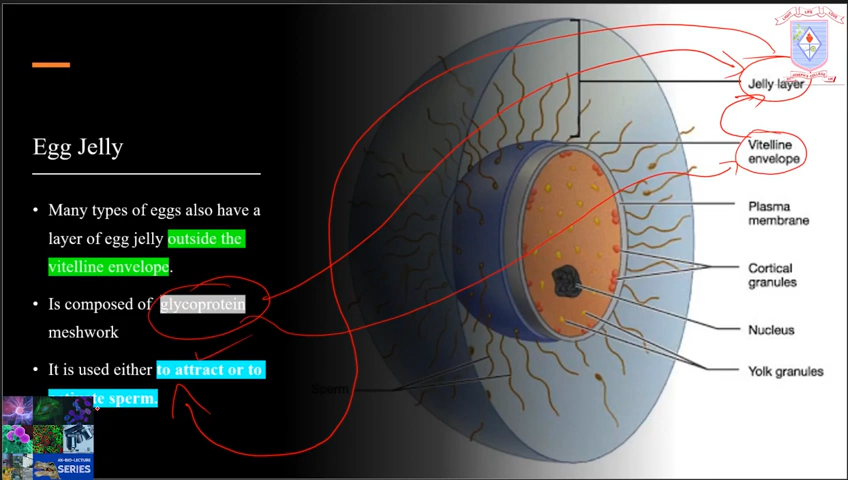 Egg Jelly
• Many types of eggs also have a
layer of egg jelly outside the
vitelline envelope.
• Is composed of glycoprotein
meshwork
• It is used either to attract or to
sperm.
Jelly layer
Vitelline
envelope
Plasma
membrane
Cortical
granules
Nucleus
Yolk granules
Sperm
SERIES